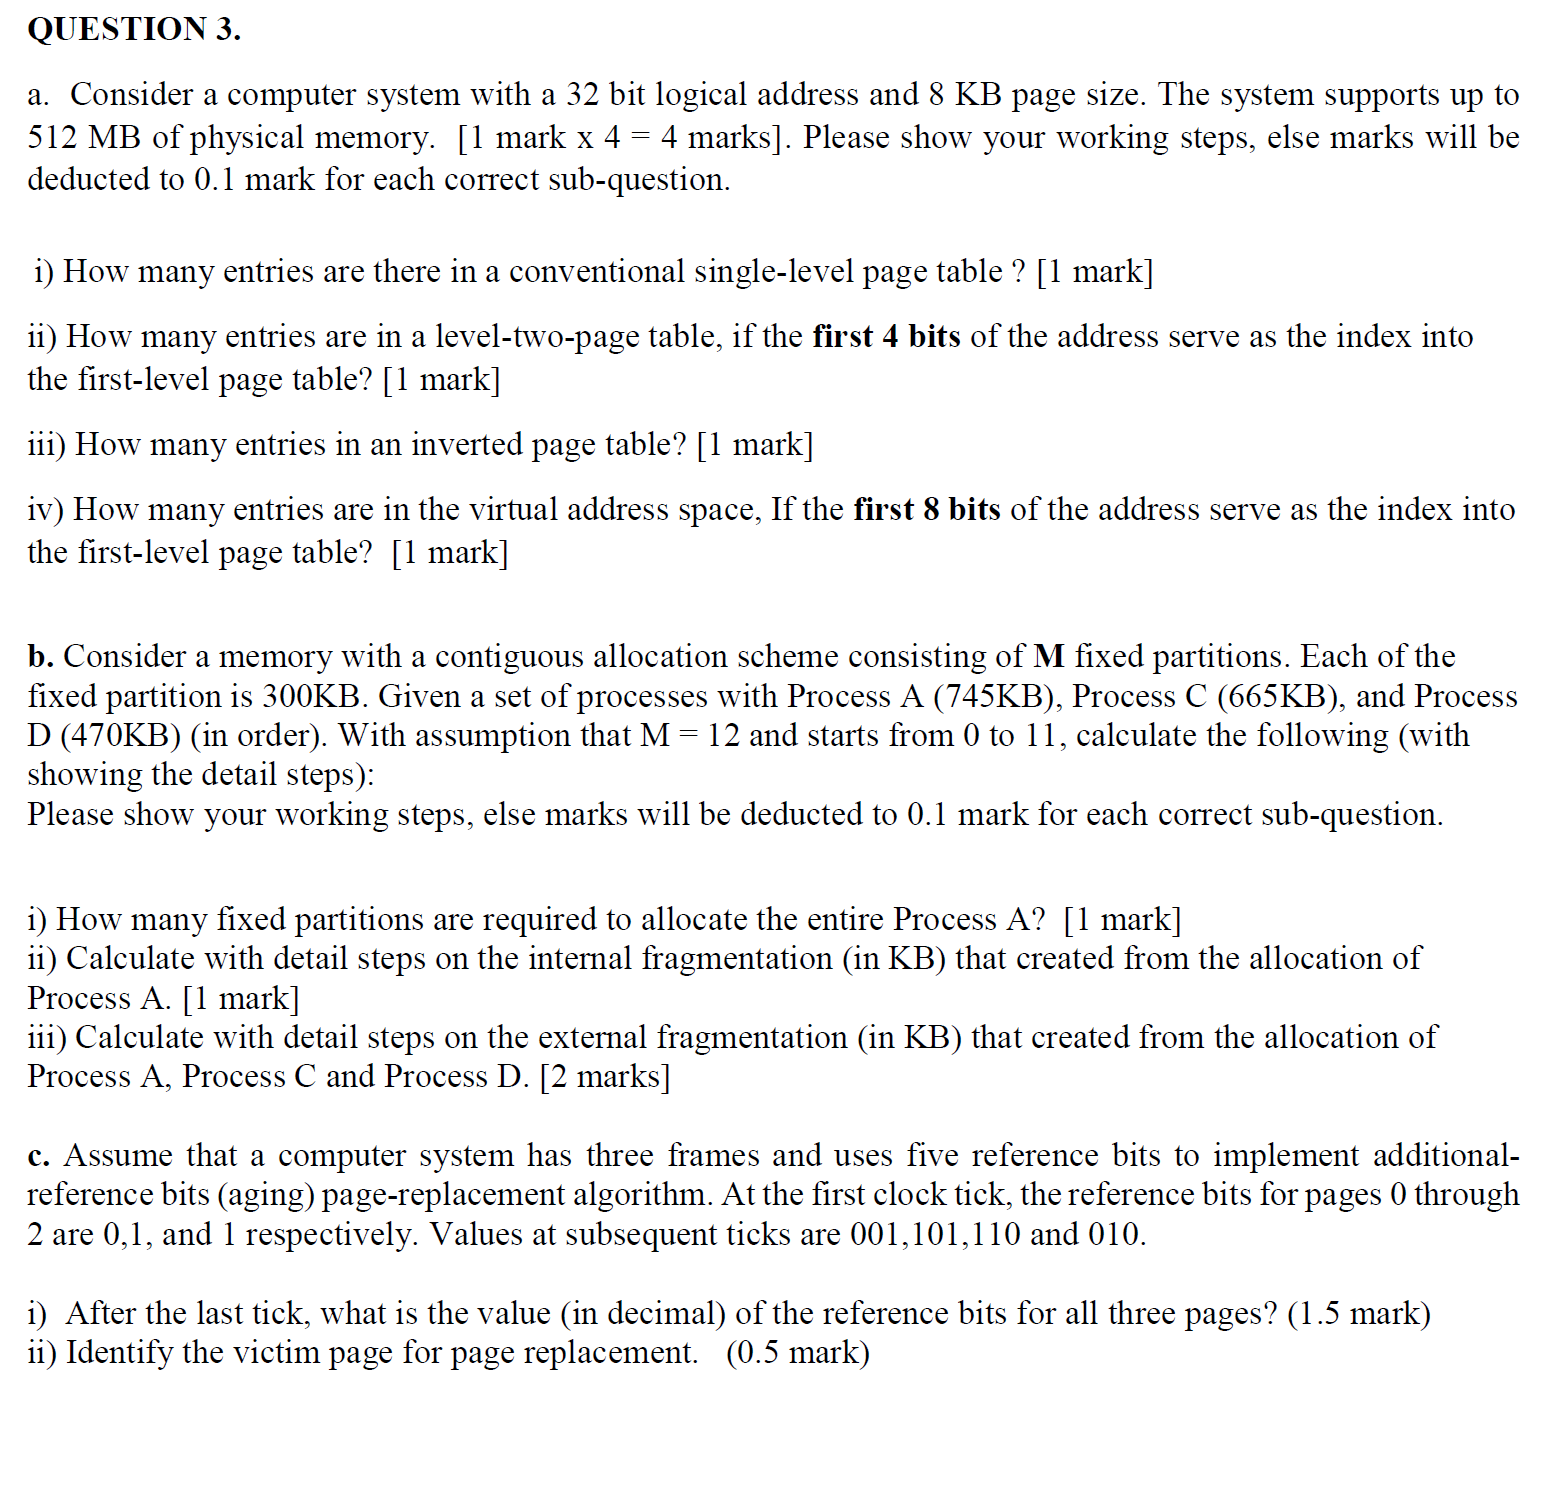 QUESTION 3.
a. Consider a computer system with a 32 bit logical address and 8 KB page size. The system supports up to
512 MB of physical memory. [1 mark x 4 = 4 marks]. Please show your working steps, else marks will be
deducted to 0.1 mark for each correct sub-question.
i) How many entries are there in a conventional single-level page table ? [1 mark]
ii) How many entries are in a level-two-page table, if the first 4 bits of the address serve as the index into
the first-level page table? [1 mark]
iii) How many entries in an inverted page table? [1 mark]
iv) How many entries are in the virtual address space, If the first 8 bits of the address serve as the index into
the first-level page table? [1 mark]
b. Consider a memory with a contiguous allocation scheme consisting of M fixed partitions. Each of the
fixed partition is 300KB. Given a set of processes with Process A (745KB), Process C (665KB), and Process
D (470KB) (in order). With assumption that M = 12 and starts from 0 to 11, calculate the following (with
showing the detail steps):
Please show your working steps, else marks will be deducted to 0.1 mark for each correct sub-question.
i) How many fixed partitions are required to allocate the entire Process A? [1 mark]
ii) Calculate with detail steps on the internal fragmentation (in KB) that created from the allocation of
Process A. [1 mark]
iii) Calculate with detail steps on the external fragmentation (in KB) that created from the allocation of
Process A, Process C and Process D. [2 marks]
c. Assume that a computer system has three frames and uses five reference bits to implement additional-
reference bits (aging) page-replacement algorithm. At the first clock tick, the reference bits for pages 0 through
2 are 0,1, and 1 respectively. Values at subsequent ticks are 001,101,110 and 010.
i) After the last tick, what is the value (in decimal) of the reference bits for all three pages? (1.5 mark)
ii) Identify the victim page for page replacement. (0.5 mark)